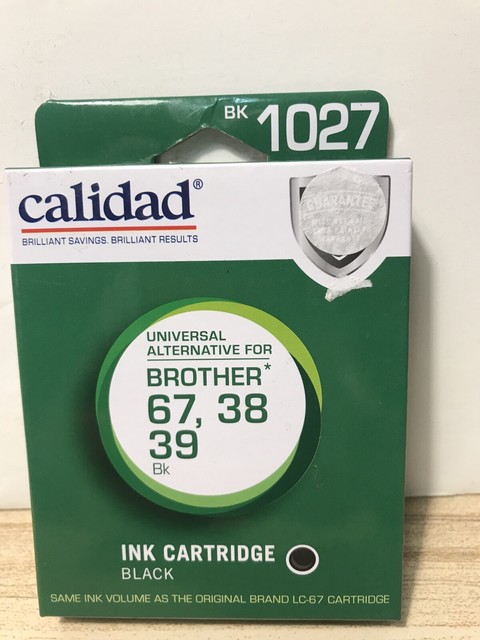 BK 1027
calidad®
BRILLIANT SAVINGS. BRILLIANT RESULTS
GUARANTEE
UNIVERSAL
ALTERNATIVE FOR
BROTHER*
67, 38
39
Bk
INK CARTRIDGE
BLACK
SAME INK VOLUME AS THE ORIGINAL BRAND LC-67 CARTRIDGE